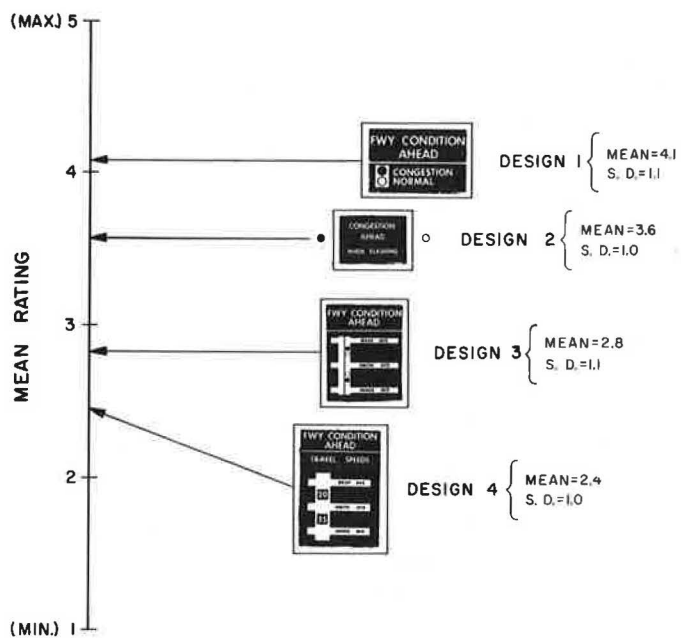 (MAX.) 5
4
3
2
(MIN.) 1
MEAN RATING
FWY CONDITION
AHEAD
CONGESTION
NORMAL
DESIGN 1
MEAN=4.1
S. D.=1.1
CONGESTION
AHEAD
WHEN FLASHING
DESIGN 2
MEAN=3.6
S. D.=1.0
FWY CONDITION
AHEAD
DESIGN 3
MEAN=2.8
S. D.=1.1
FWY CONDITION
AHEAD
TRAVEL SPEEDS
DESIGN 4
MEAN=2.4
S. D.=1.0